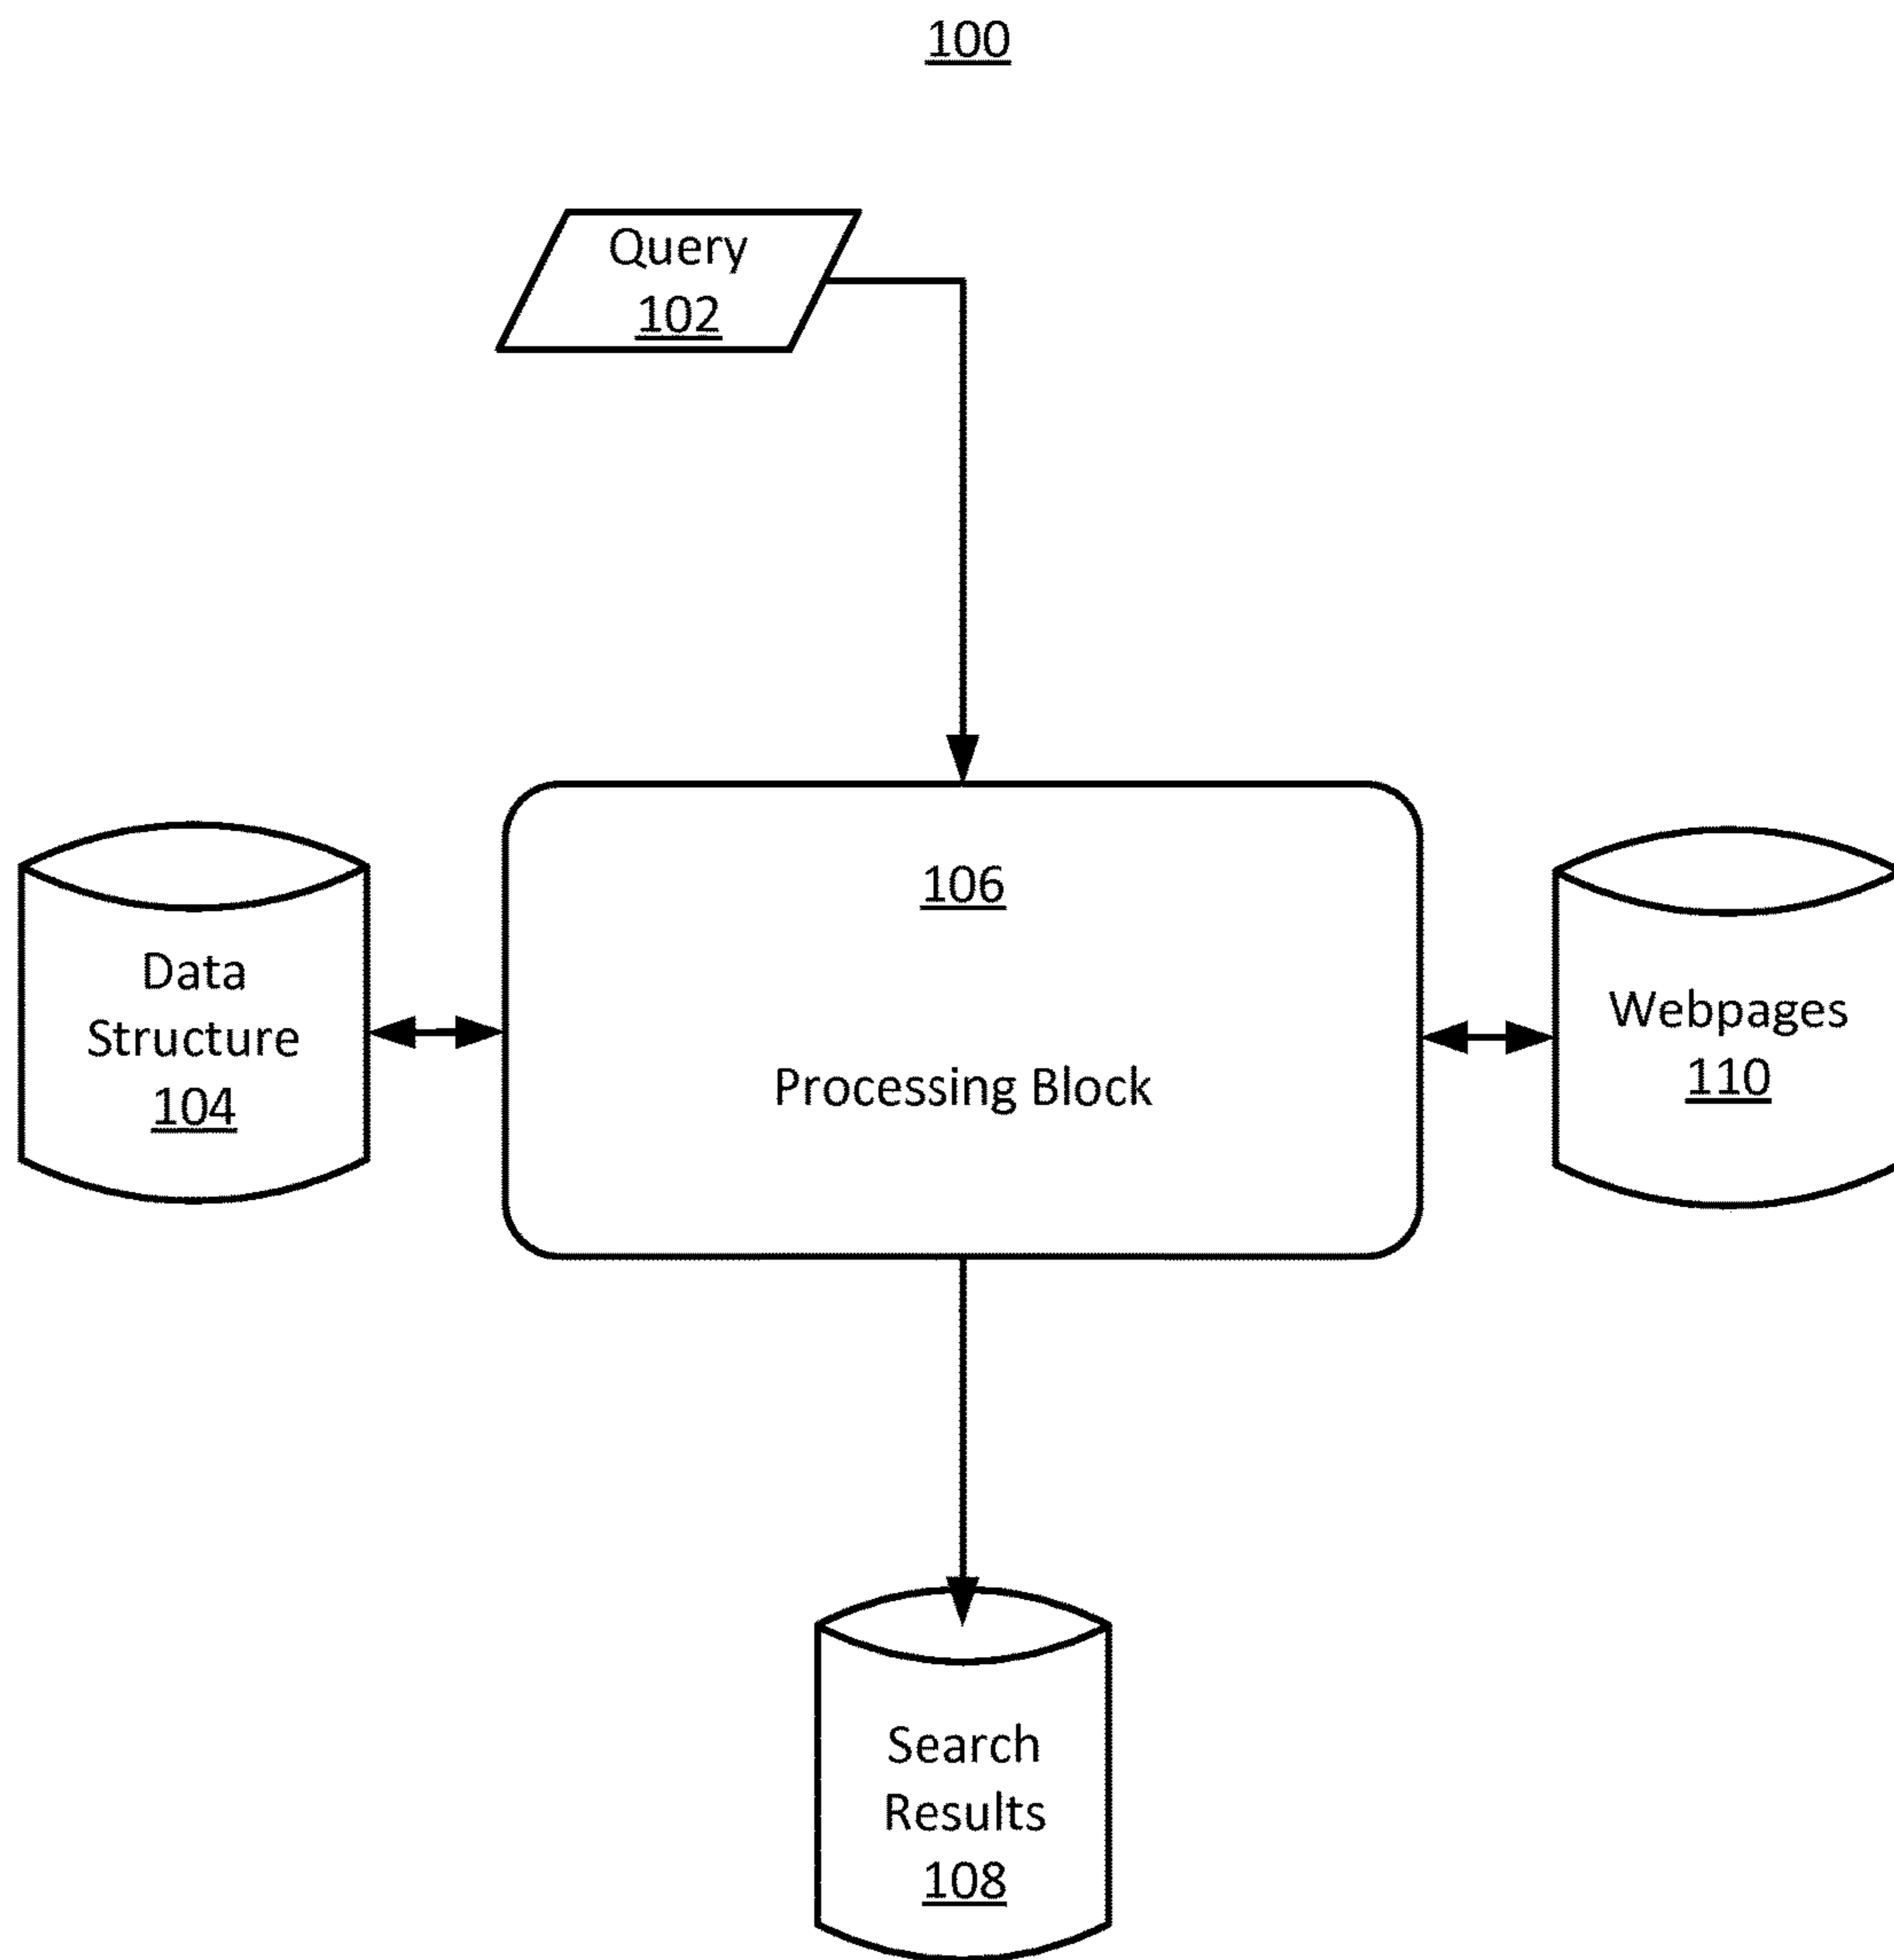 100
Query
102
106
Processing Block
Data
Structure
104
Webpages
110
Search
Results
108